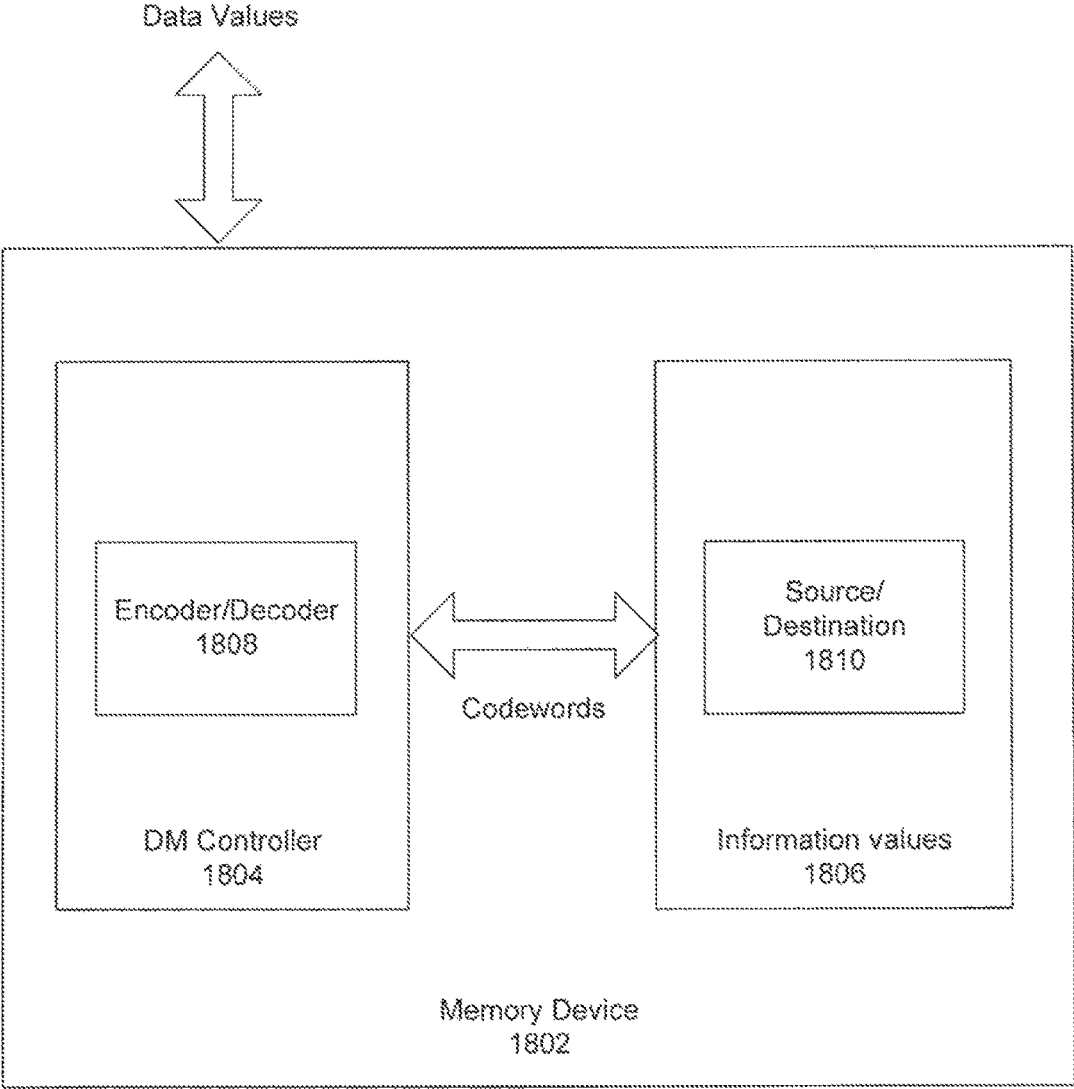 Data Values
Encoder/Decoder
1808
Source/
Destination
1810
Codewords
DM Controller
1804
Information values
1806
Memory Device
1802